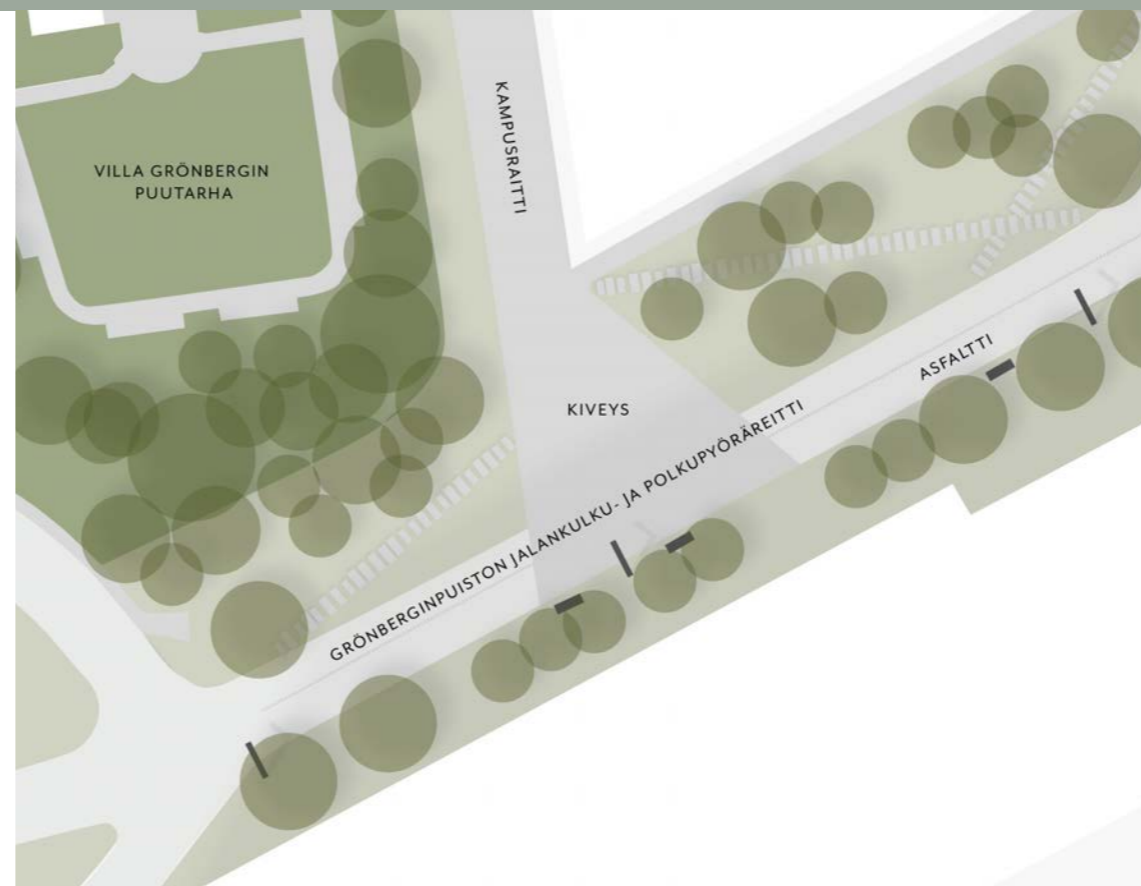 VILLA GRÖNBERGIN
PUUTARHA
KAMPUSRAITTI
KIVEYS
ASFALTTI
GRÖNBERGINPUISTON JALANKULKU- JA POLKUPYÖRÄREITTI